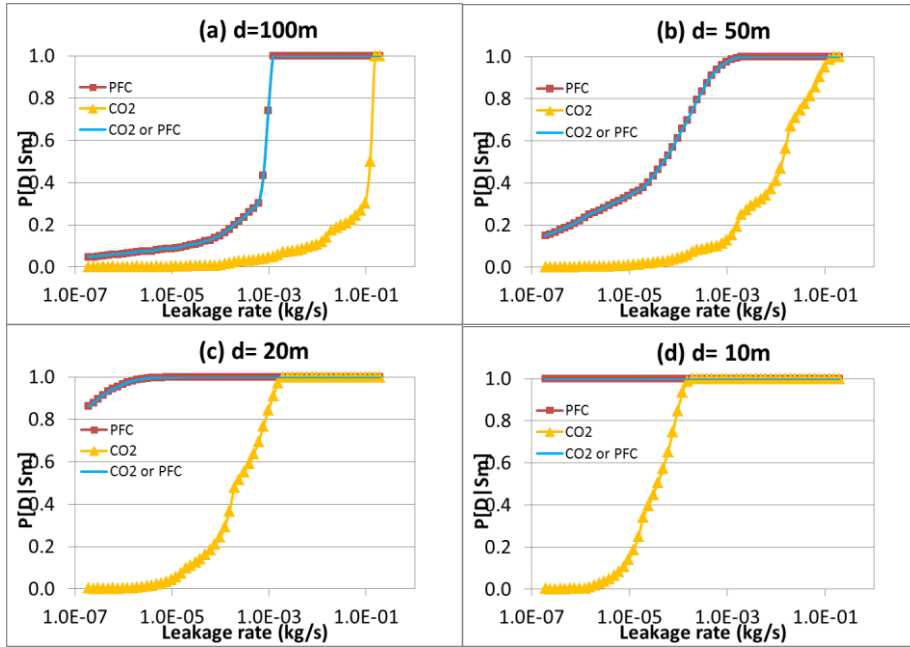 (a) d=100m
P[D|Sm]
1.0
0.8
0.6
0.4
0.2
0.0
PFC
CO2
CO2 or PFC
1.0E-07 1.0E-05 1.0E-03 1.0E-01
Leakage rate (kg/s)
(b) d= 50m
P[D|Sm]
1.0
0.8
0.6
0.4
0.2
0.0
PFC
CO2
CO2 or PFC
1.0E-07 1.0E-05 1.0E-03 1.0E-01
Leakage rate (kg/s)
(c) d= 20m
P[D|Sm]
1.0
0.8
0.6
0.4
0.2
0.0
PFC
CO2
CO2 or PFC
1.0E-07 1.0E-05 1.0E-03 1.0E-01
Leakage rate (kg/s)
(d) d= 10m
P[D|Sm]
1.0
0.8
0.6
0.4
0.2
0.0
PFC
CO2
CO2 or PFC
1.0E-07 1.0E-05 1.0E-03 1.0E-01
Leakage rate (kg/s)